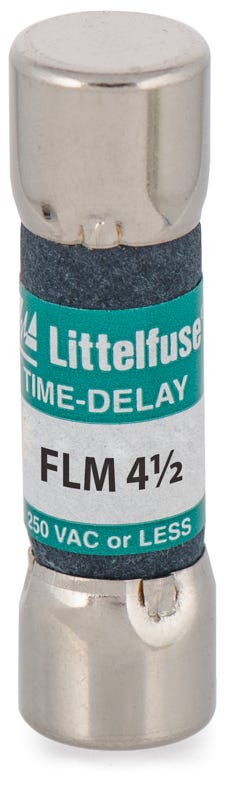 Littelfuse
TIME-DELAY
FLM 4½
250 VAC or LESS